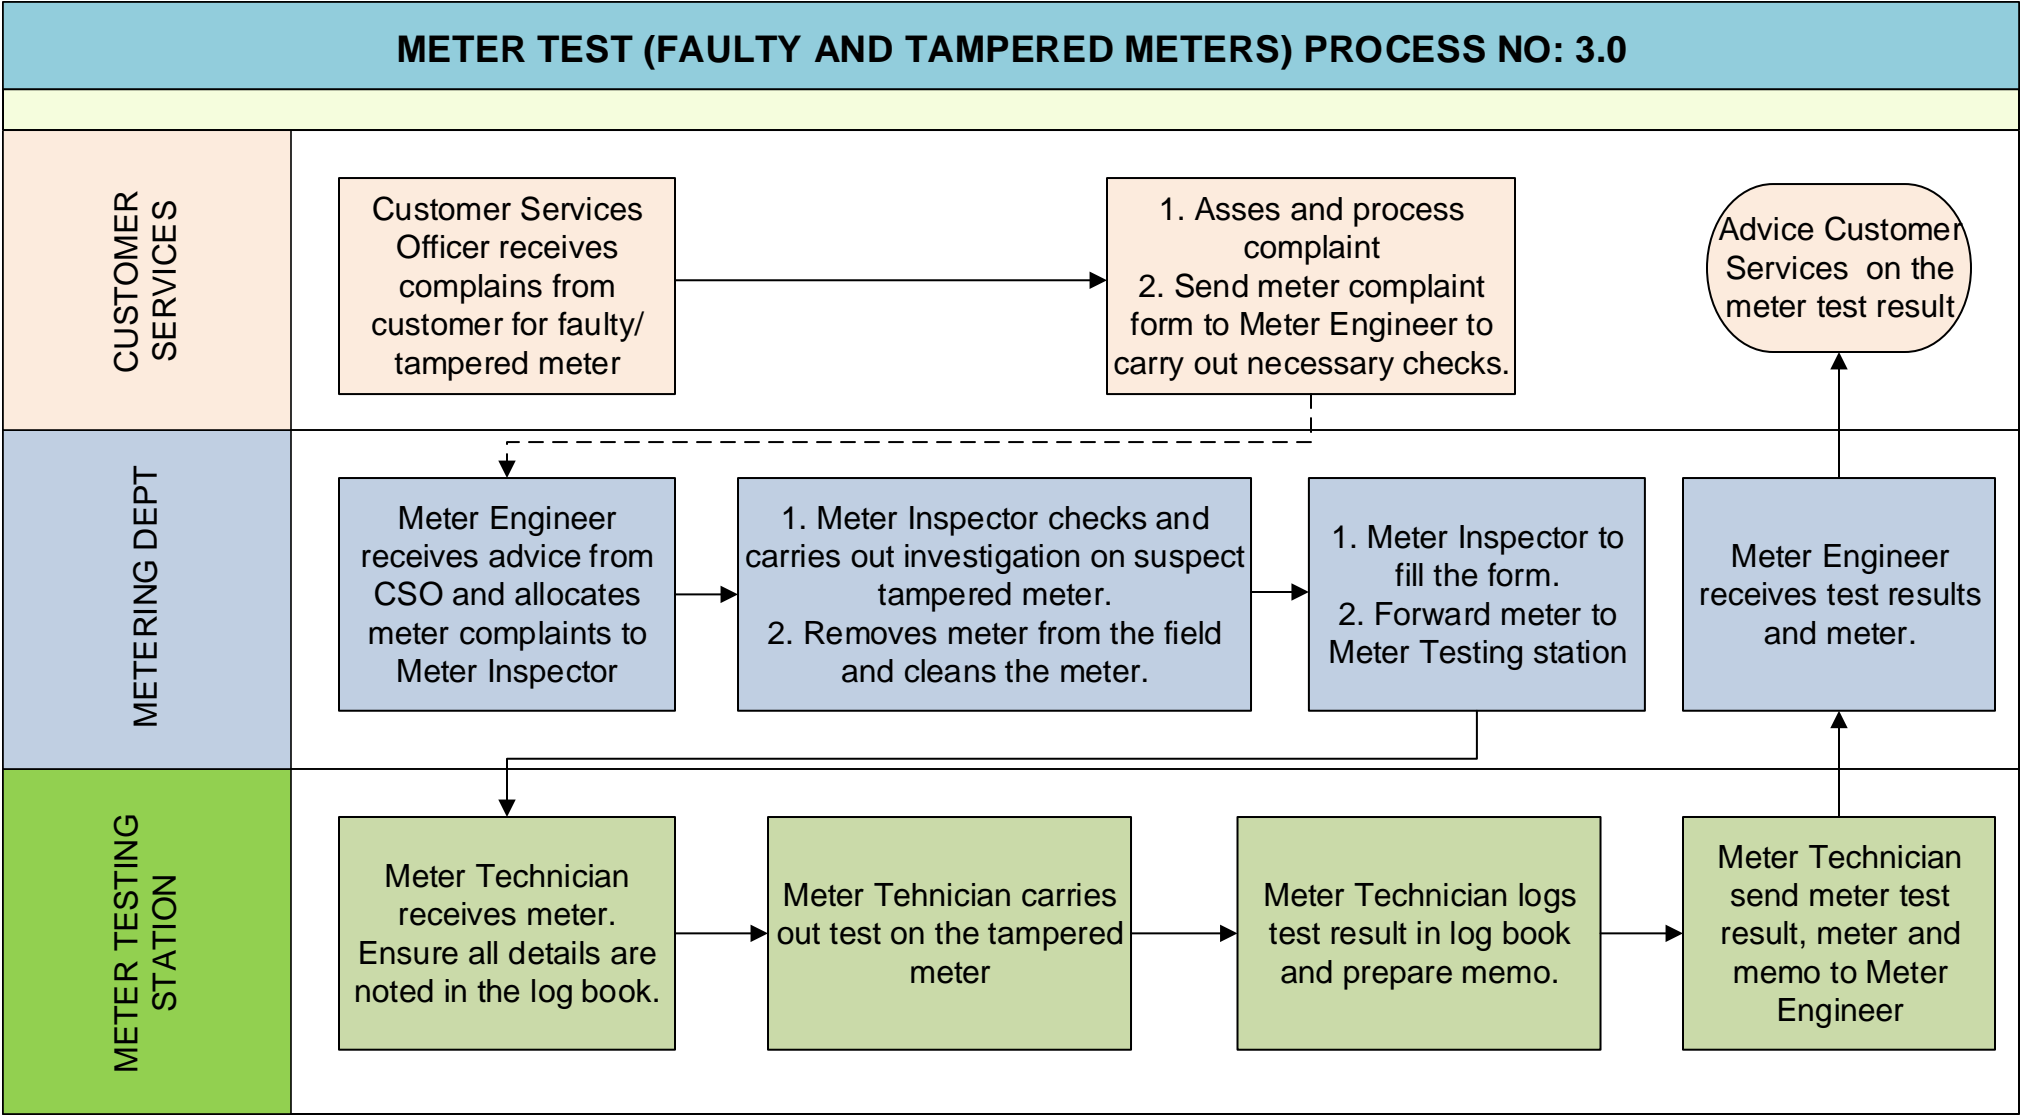 METER TEST (FAULTY AND TAMPERED METERS) PROCESS NO: 3.0
CUSTOMER
SERVICES
Customer Services
Officer receives
complains from
customer for faulty/
tampered meter
1. Asses and process
complaint
2. Send meter complaint
form to Meter Engineer to
carry out necessary checks.
Advice Customer
Services on the
meter test result
METERING DEPT
Meter Engineer
receives advice from
CSO and allocates
meter complaints to
Meter Inspector
1. Meter Inspector checks and
carries out investigation on suspect
tampered meter.
2. Removes meter from the field
and cleans the meter.
1. Meter Inspector to
fill the form.
2. Forward meter to
Meter Testing station
Meter Engineer
receives test results
and meter.
METER TESTING
STATION
Meter Technician
receives meter.
Ensure all details are
noted in the log book.
Meter Tehnician carries
out test on the tampered
meter
Meter Technician logs
test result in log book
and prepare memo.
Meter Technician
send meter test
result, meter and
memo to Meter
Engineer